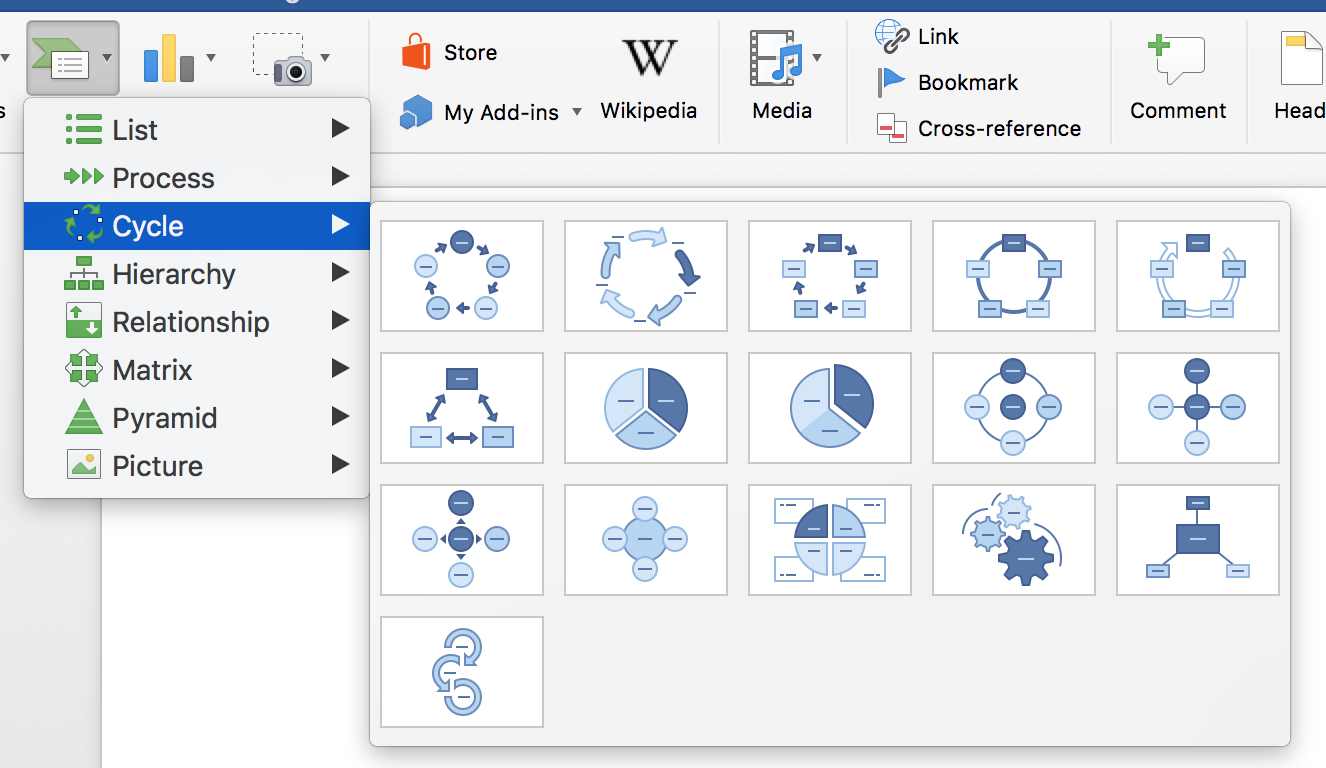 Store
My Add-ins
W
Wikipedia
Media
Link
Bookmark
Cross-reference
Comment
Head
List
Process
Cycle
Hierarchy
Relationship
Matrix
Pyramid
Picture